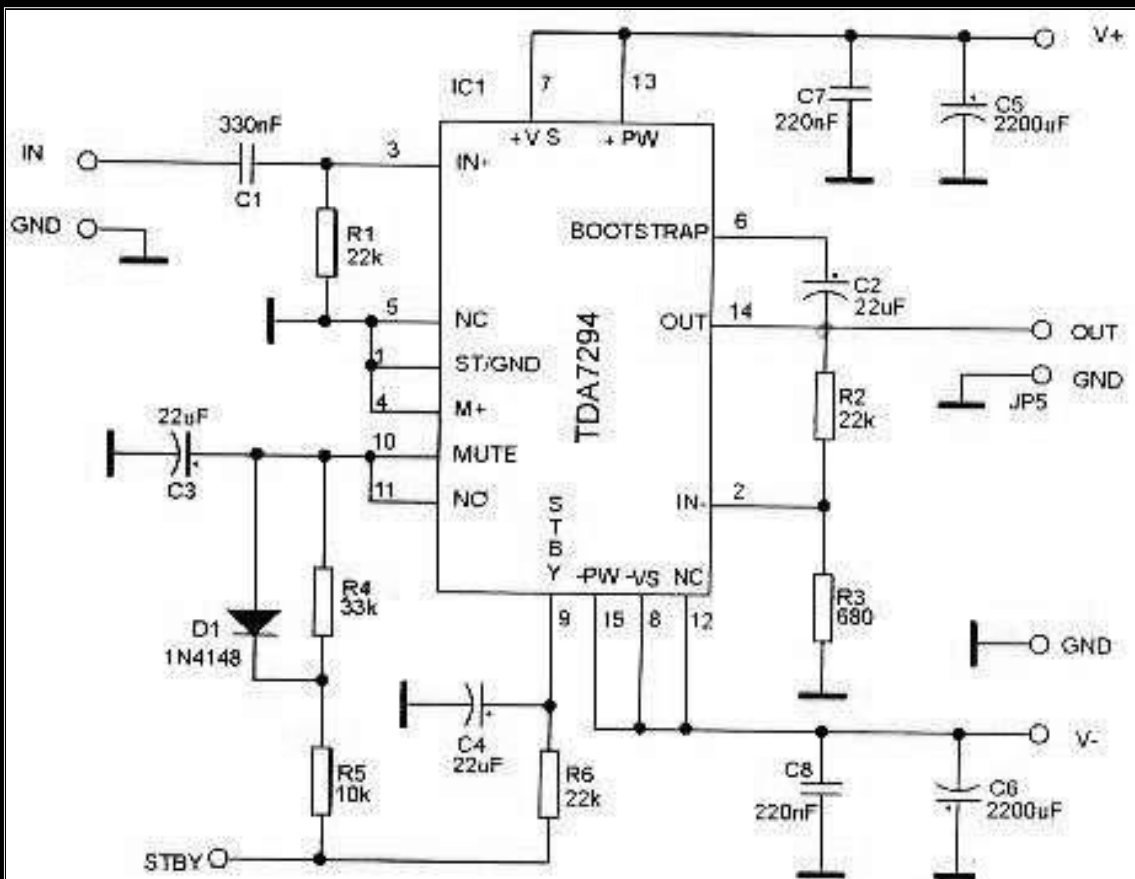 V+
7
13
IC1
C7
220nF
C5
2200uF
330nF
+VS
+PW
IN
3
IN+
C1
6
BOOTSTRAP
GND
R1
22k
C2
22uF
5
NC
14
OUT
OUT
1
ST/GND
TDA7294
GND
JP5
4
M+
R2
22k
22uF
10
MUTE
C3
11
NC
2
IN-
STBY
-PW
-VS
NC
R4
33k
R3
680
9
15
8
12
D1
1N4148
GND
C4
22uF
V-
R5
10k
R6
22k
C8
220nF
C6
2200uF
STBY